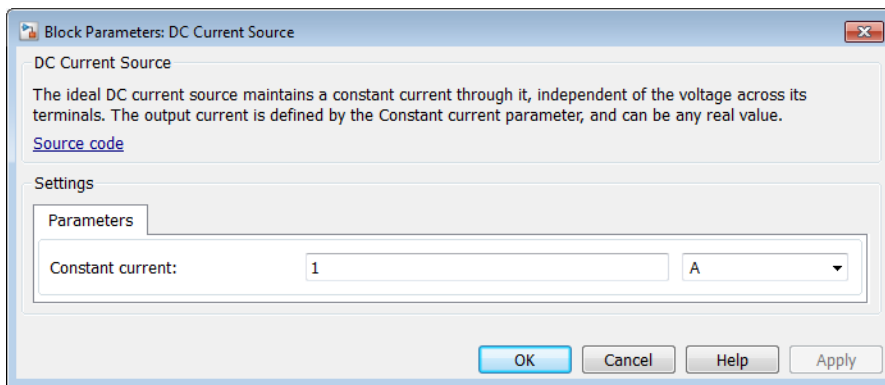 Block Parameters: DC Current Source
DC Current Source
The ideal DC current source maintains a constant current through it, independent of the voltage across its
terminals. The output current is defined by the Constant current parameter, and can be any real value.
Source code
Settings
Parameters
Constant current: 1 A
OK Cancel Help Apply